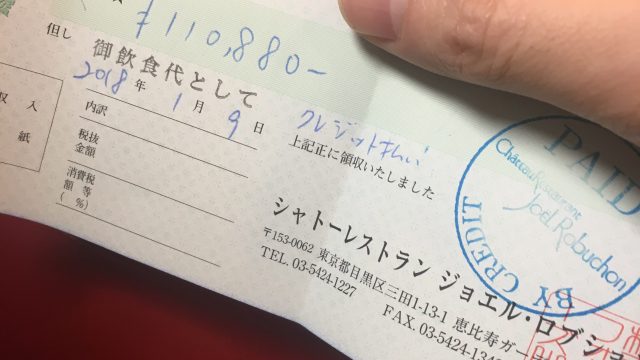 ¥110,880-
但し 御飲食代として
2018年 1月 9日
クレジット払い
内訳
上記正に領収いたしました
税抜
金額
消費税
額等
(%)
収入
紙
シャトーレストラン ジョエル・ロブショ
〒153-0062 東京都目黒区三田1-13-1 恵比寿ガー
TEL. 03-5424-1227
FAX. 03-5424-134
PAID
Château Restaurant
Joël Robuchon
BY CREDIT